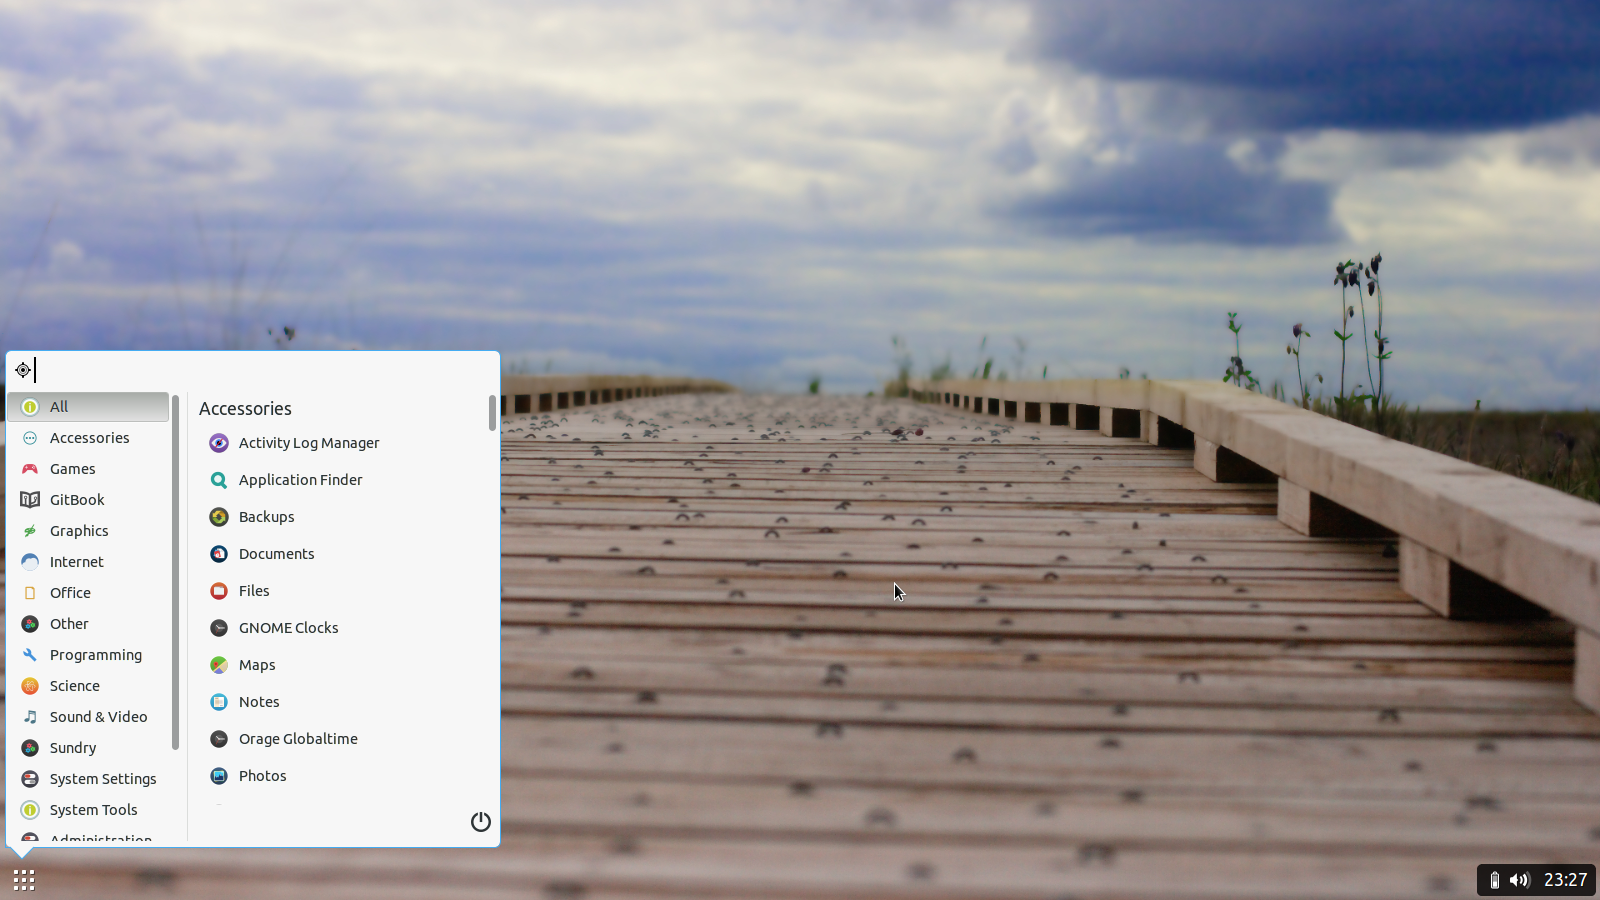 All
Accessories
Games
GitBook
Graphics
Internet
Office
Other
Programming
Science
Sound & Video
Sundry
System Settings
System Tools
Administration
Accessories
Activity Log Manager
Application Finder
Backups
Documents
Files
GNOME Clocks
Maps
Notes
Orage Globaltime
Photos
23:27